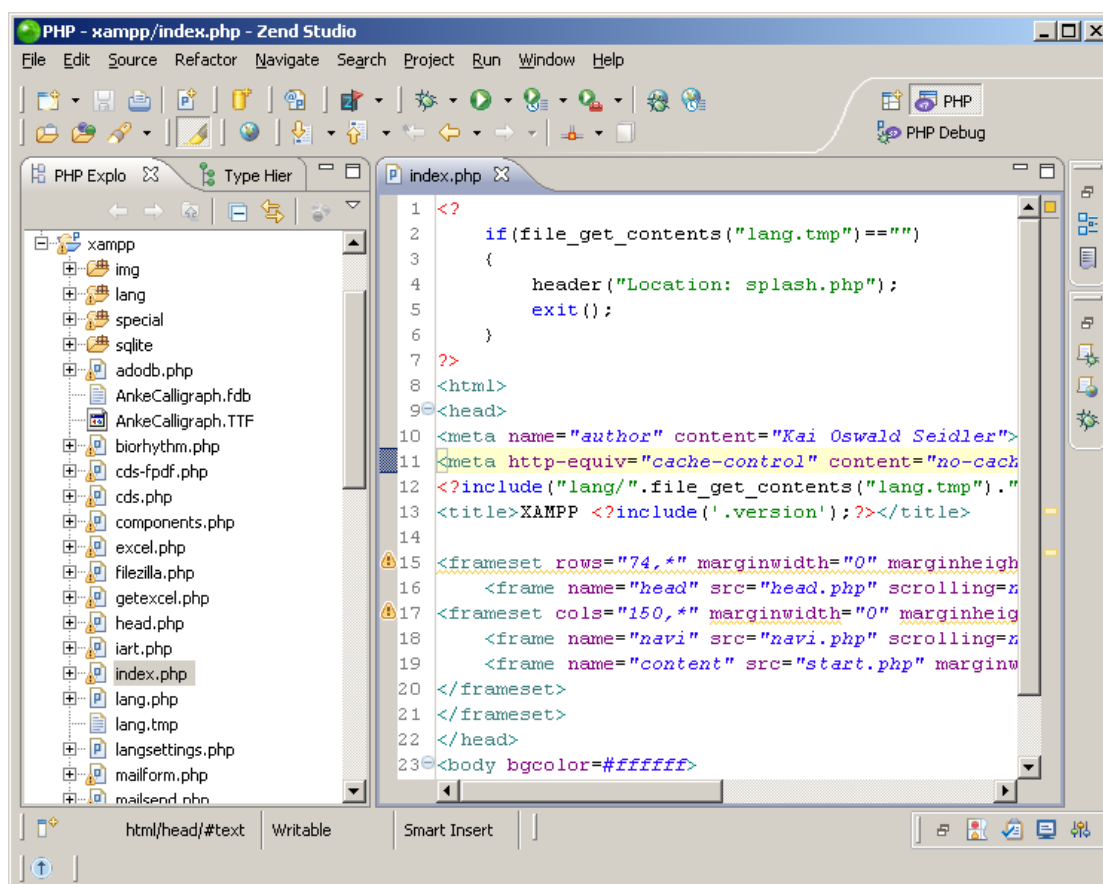 PHP - xampp/index.php - Zend Studio
File Edit Source Refactor Navigate Search Project Run Window Help
PHP
PHP Debug
PHP Explo Type Hier
index.php
xampp
img
lang
special
sqlite
adodb.php
AnkeCalligraph.fdb
AnkeCalligraph.TTF
biorhythm.php
cds-fpdf.php
cds.php
components.php
excel.php
filezilla.php
getexcel.php
head.php
iart.php
index.php
lang.php
lang.tmp
langsettings.php
mailform.php
mailsend.php
1 <?
2 if(file_get_contents("lang.tmp")=="")
3 {
4 header("Location: splash.php");
5 exit();
6 }
7 ?>
8 <html>
9 <head>
10 <meta name="author" content="Kai Oswald Seidler">
11 <meta http-equiv="cache-control" content="no-cach
12 <?include("lang/".file_get_contents("lang.tmp")."
13 <title>XAMPP <?include('.version');?></title>
14
15 <frameset rows="74,*" marginwidth="0" marginheigh
16 <frame name="head" src="head.php" scrolling=n
17 <frameset cols="150,*" marginwidth="0" marginheig
18 <frame name="navi" src="navi.php" scrolling=n
19 <frame name="content" src="start.php" marginw
20 </frameset>
21 </frameset>
22 </head>
23 <body bgcolor=#ffffff>
html/head/#text Writable Smart Insert